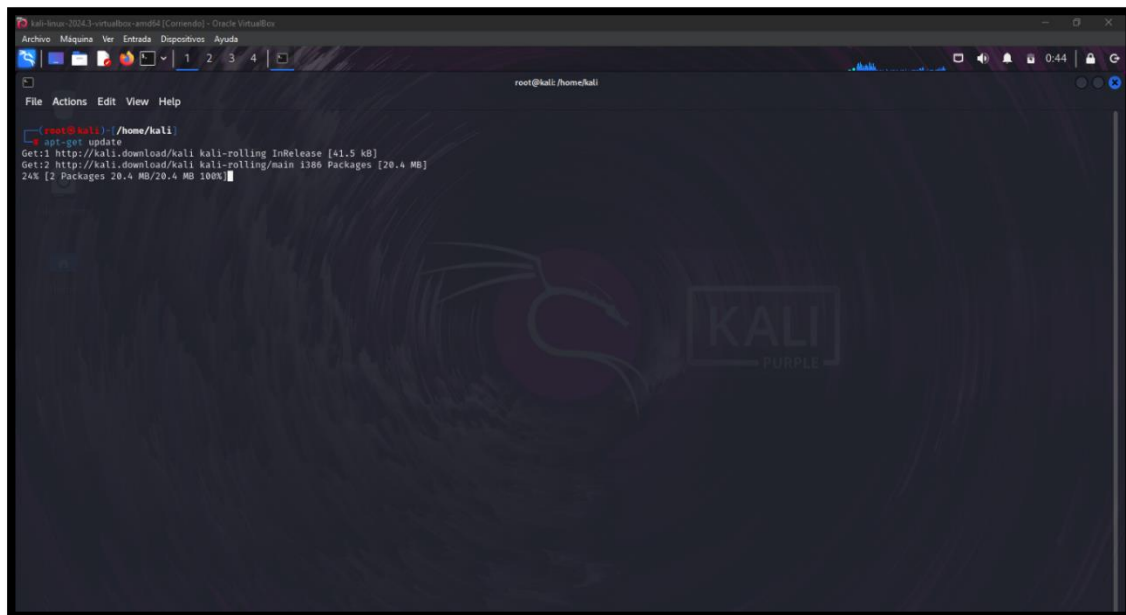 kali-linux-2024.3-virtualbox-amd64 [Corriendo] - Oracle VirtualBox
Archivo Máquina Ver Entrada Dispositivos Ayuda
1 2 3 4 0:44
root@kali: /home/kali
File Actions Edit View Help
(root㉿kali)-[/home/kali]
# apt-get update
Get:1 http://kali.download/kali kali-rolling InRelease [41.5 kB]
Get:2 http://kali.download/kali kali-rolling/main i386 Packages [20.4 MB]
24% [2 Packages 20.4 MB/20.4 MB 100%]
KALI
PURPLE